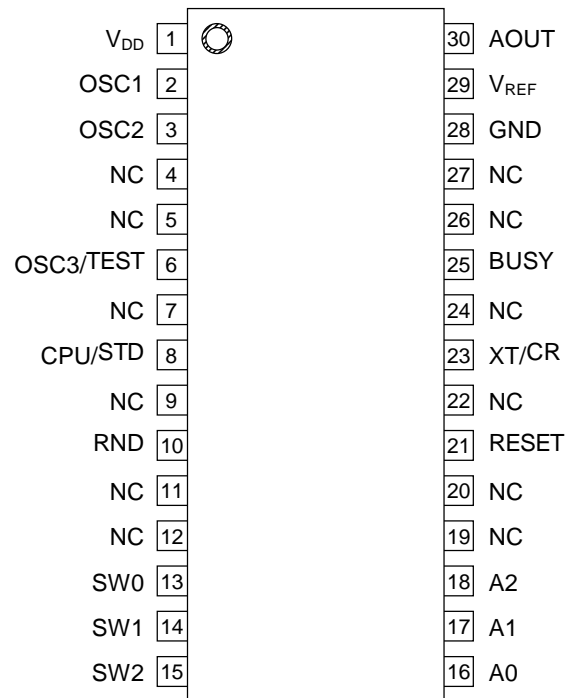 V_DD 1 30 AOUT
OSC1 2 29 V_REF
OSC2 3 28 GND
NC 4 27 NC
NC 5 26 NC
OSC3/TEST 6 25 BUSY
NC 7 24 NC
CPU/STD 8 23 XT/CR
NC 9 22 NC
RND 10 21 RESET
NC 11 20 NC
NC 12 19 NC
SW0 13 18 A2
SW1 14 17 A1
SW2 15 16 A0